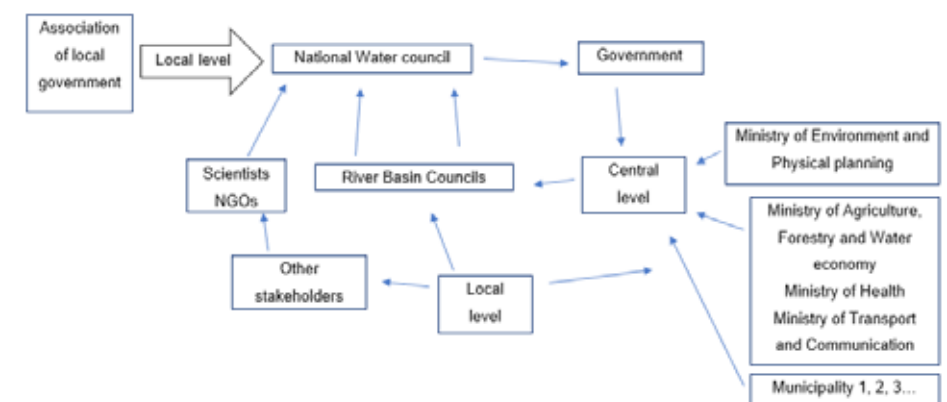 Association
of local
government
Local level
National Water council
Government
Ministry of Environment and
Physical planning
Scientists
NGOs
River Basin Councils
Central
level
Ministry of Agriculture,
Forestry and Water
economy
Ministry of Health
Ministry of Transport
and Communication
Other
stakeholders
Local
level
Municipality 1, 2, 3...